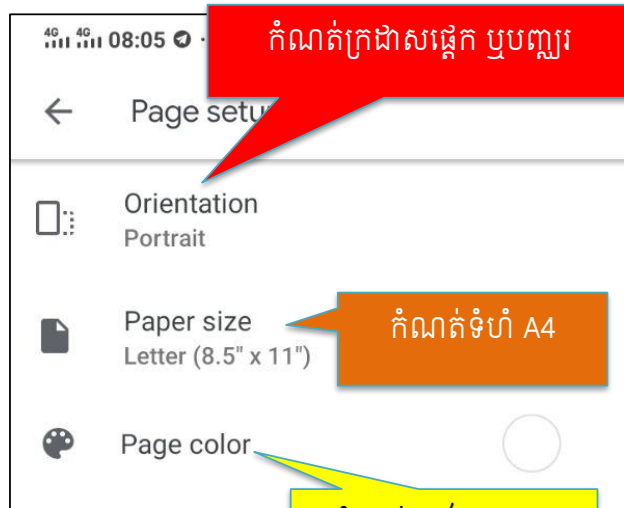 4G 4G 08:05
កំណត់ក្រដាសផ្តេក ឬបញ្ឈរ
Page setu
Orientation
Portrait
Paper size
Letter (8.5" x 11")
កំណត់ទំហំ A4
Page color